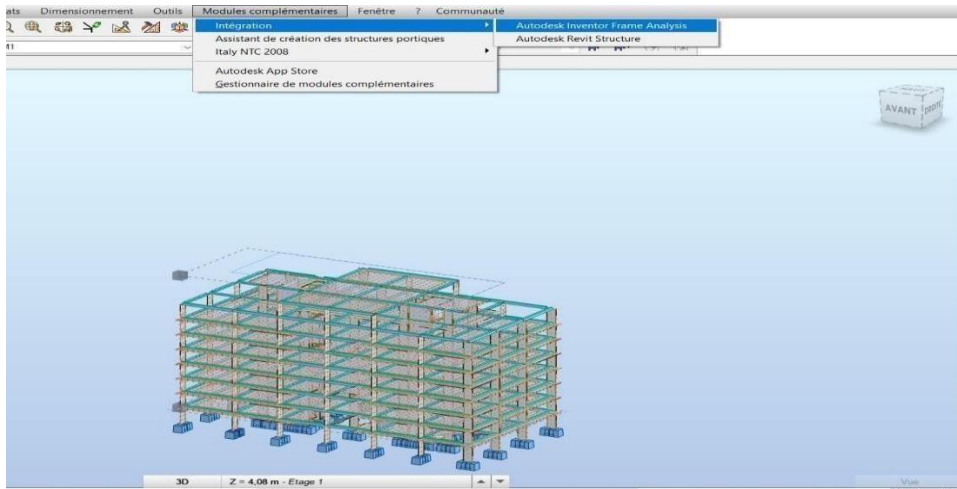 ats Dimensionnement Outils Modules complémentaires Fenêtre ? Communauté
Intégration
Autodesk Inventor Frame Analysis
Assistant de création des structures portiques
Autodesk Revit Structure
Italy NTC 2008
Autodesk App Store
Gestionnaire de modules complémentaires
AVANT DROITE
3D Z = 4,08 m - Etage 1
Vue